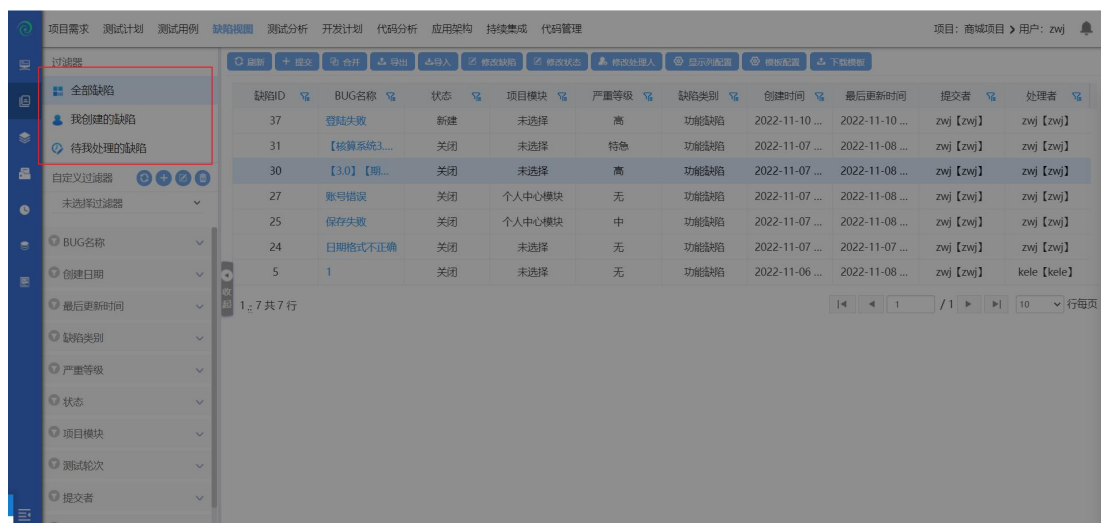 项目需求 测试计划 测试用例 缺陷视图 测试分析 开发计划 代码分析 应用架构 持续集成 代码管理 项目：商城项目 用户：zwj
过滤器
刷新 提交 合并 导出 导入 修改缺陷 修改状态 修改处理人 显示列配置 模板配置 下载模板
全部缺陷
我创建的缺陷
待我处理的缺陷
自定义过滤器
未选择过滤器
BUG名称
创建日期
最后更新时间
缺陷类别
严重等级
状态
项目模块
测试轮次
提交者
收起
缺陷ID BUG名称 状态 项目模块 严重等级 缺陷类别 创建时间 最后更新时间 提交者 处理者
37 登陆失败 新建 未选择 高 功能缺陷 2022-11-10 ... 2022-11-10 ... zwj【zwj】 zwj【zwj】
31 【核算系统3.... 关闭 未选择 特急 功能缺陷 2022-11-07 ... 2022-11-08 ... zwj【zwj】 zwj【zwj】
30 【3.0】【期... 关闭 未选择 高 功能缺陷 2022-11-07 ... 2022-11-08 ... zwj【zwj】 zwj【zwj】
27 账号错误 关闭 个人中心模块 无 功能缺陷 2022-11-07 ... 2022-11-08 ... zwj【zwj】 zwj【zwj】
25 保存失败 关闭 个人中心模块 中 功能缺陷 2022-11-07 ... 2022-11-08 ... zwj【zwj】 zwj【zwj】
24 日期格式不正确 关闭 未选择 无 功能缺陷 2022-11-07 ... 2022-11-07 ... zwj【zwj】 zwj【zwj】
5 1 关闭 未选择 无 功能缺陷 2022-11-06 ... 2022-11-08 ... zwj【zwj】 kele【kele】
1 - 7 共 7 行 1 / 1 10 行每页